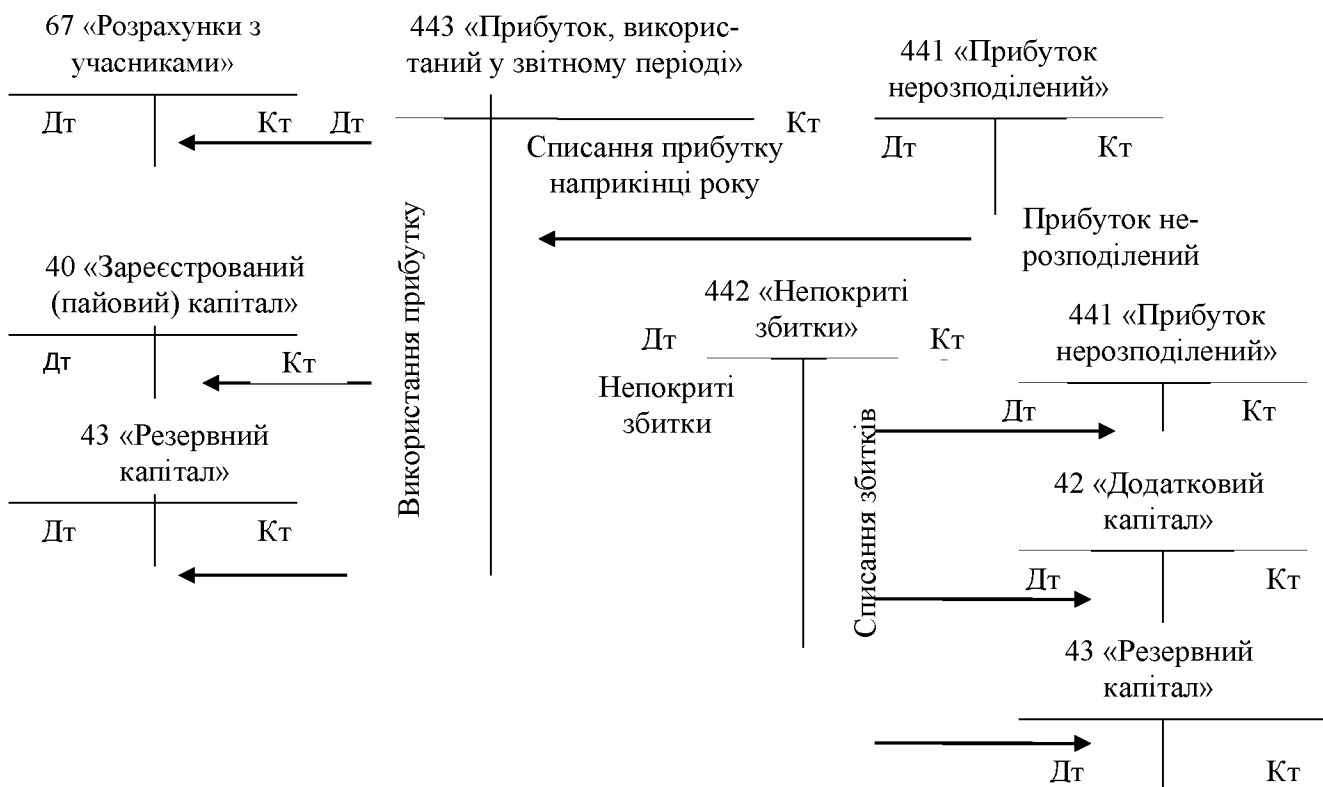 67 «Розрахунки з
учасниками»
Дт
Кт
443 «Прибуток, викорис-
таний у звітному періоді»
Дт
Кт
Списання прибутку
наприкінці року
Використання прибутку
441 «Прибуток
нерозподілений»
Дт
Кт
Прибуток не-
розподілений
40 «Зареєстрований
(пайовий) капітал»
Дт
Кт
43 «Резервний
капітал»
Дт
Кт
442 «Непокриті
збитки»
Дт
Кт
Непокриті
збитки
Списання збитків
441 «Прибуток
нерозподілений»
Дт
Кт
42 «Додатковий
капітал»
Дт
Кт
43 «Резервний
капітал»
Дт
Кт